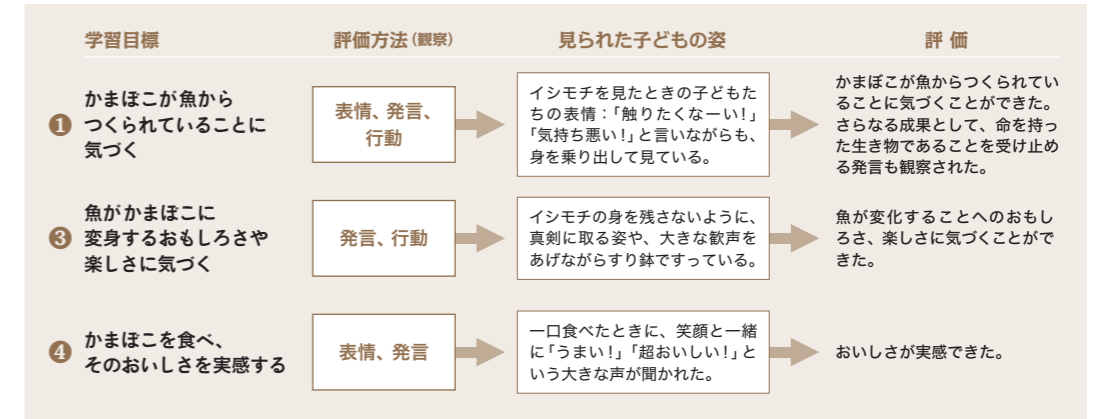 学習目標 評価方法(観察) 見られた子どもの姿 評 価
❶
かまぼこが魚から
つくられていることに
気づく
表情、発言、
行動
イシモチを見たときの子どもた
ちの表情:「触りたくなーい!」
「気持ち悪い!」と言いながらも、
身を乗り出して見ている。
かまぼこが魚からつくられてい
ることに気づくことができた。
さらなる成果として、命を持っ
た生き物であることを受け止め
る発言も観察された。
❸
魚がかまぼこに
変身するおもしろさや
楽しさに気づく
発言、行動
イシモチの身を残さないように、
真剣に取る姿や、大きな歓声を
あげながらすり鉢ですっている。
魚が変化することへのおもし
ろさ、楽しさに気づくことがで
きた。
❹
かまぼこを食べ、
そのおいしさを実感する
表情、発言
一口食べたときに、笑顔と一緒
に「うまい!」「超おいしい!」と
いう大きな声が聞かれた。
おいしさが実感できた。